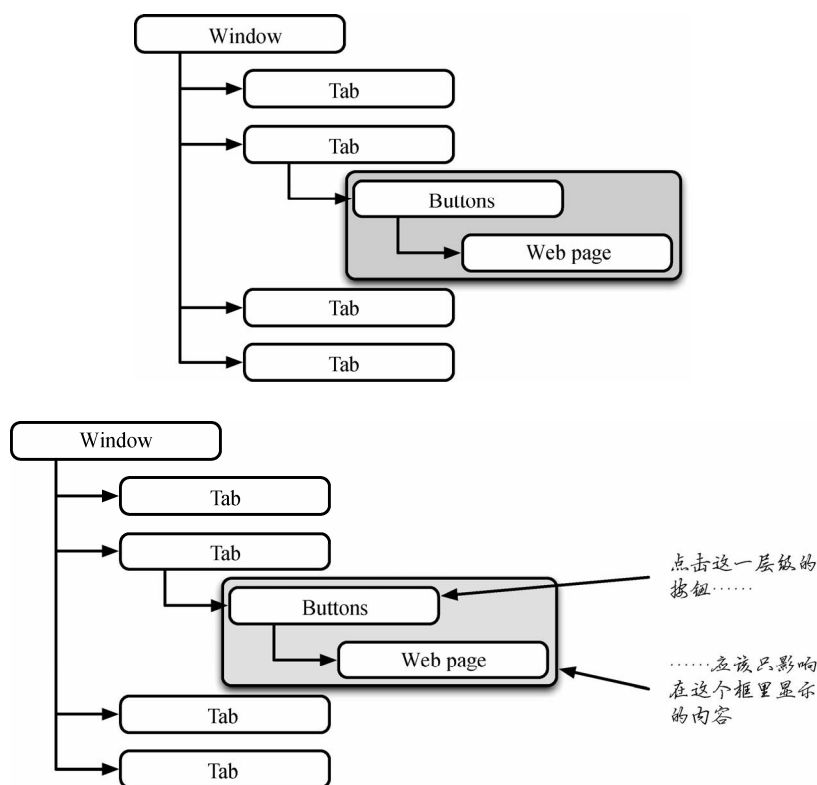 Window
Tab
Tab
Buttons
Web page
Tab
Tab
Window
Tab
Tab
点击这一层级的
按钮……
Buttons
Web page
……应该只影响
在这个框里显示
的内容
Tab
Tab